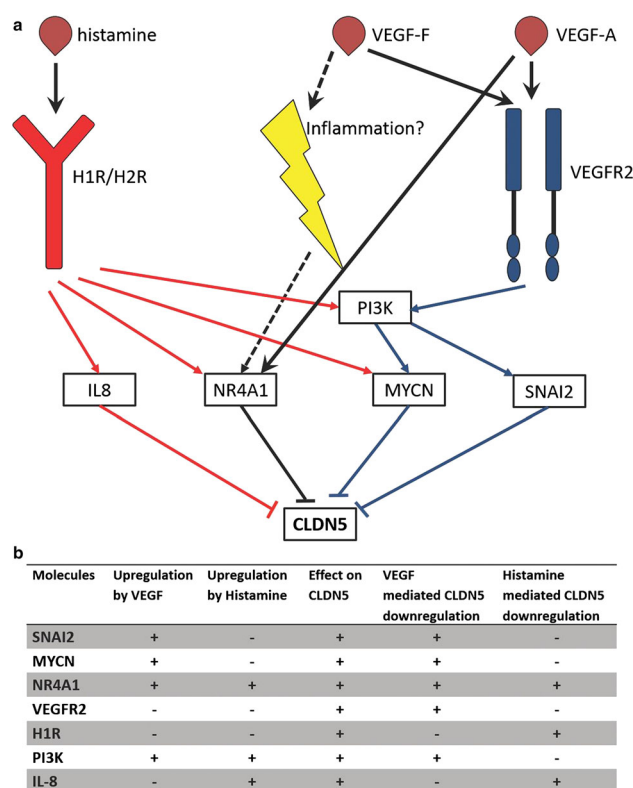 a
histamine
VEGF-F
VEGF-A
Inflammation?
H1R/H2R
VEGFR2
PI3K
IL8
NR4A1
MYCN
SNAI2
CLDN5
b
Molecules Upregulation by VEGF Upregulation by Histamine Effect on CLDN5 VEGF mediated CLDN5 downregulation Histamine mediated CLDN5 downregulation
SNAI2 + - + + -
MYCN + - + + -
NR4A1 + + + + +
VEGFR2 - - + + -
H1R - - + - +
PI3K + + + + -
IL-8 - + + - +